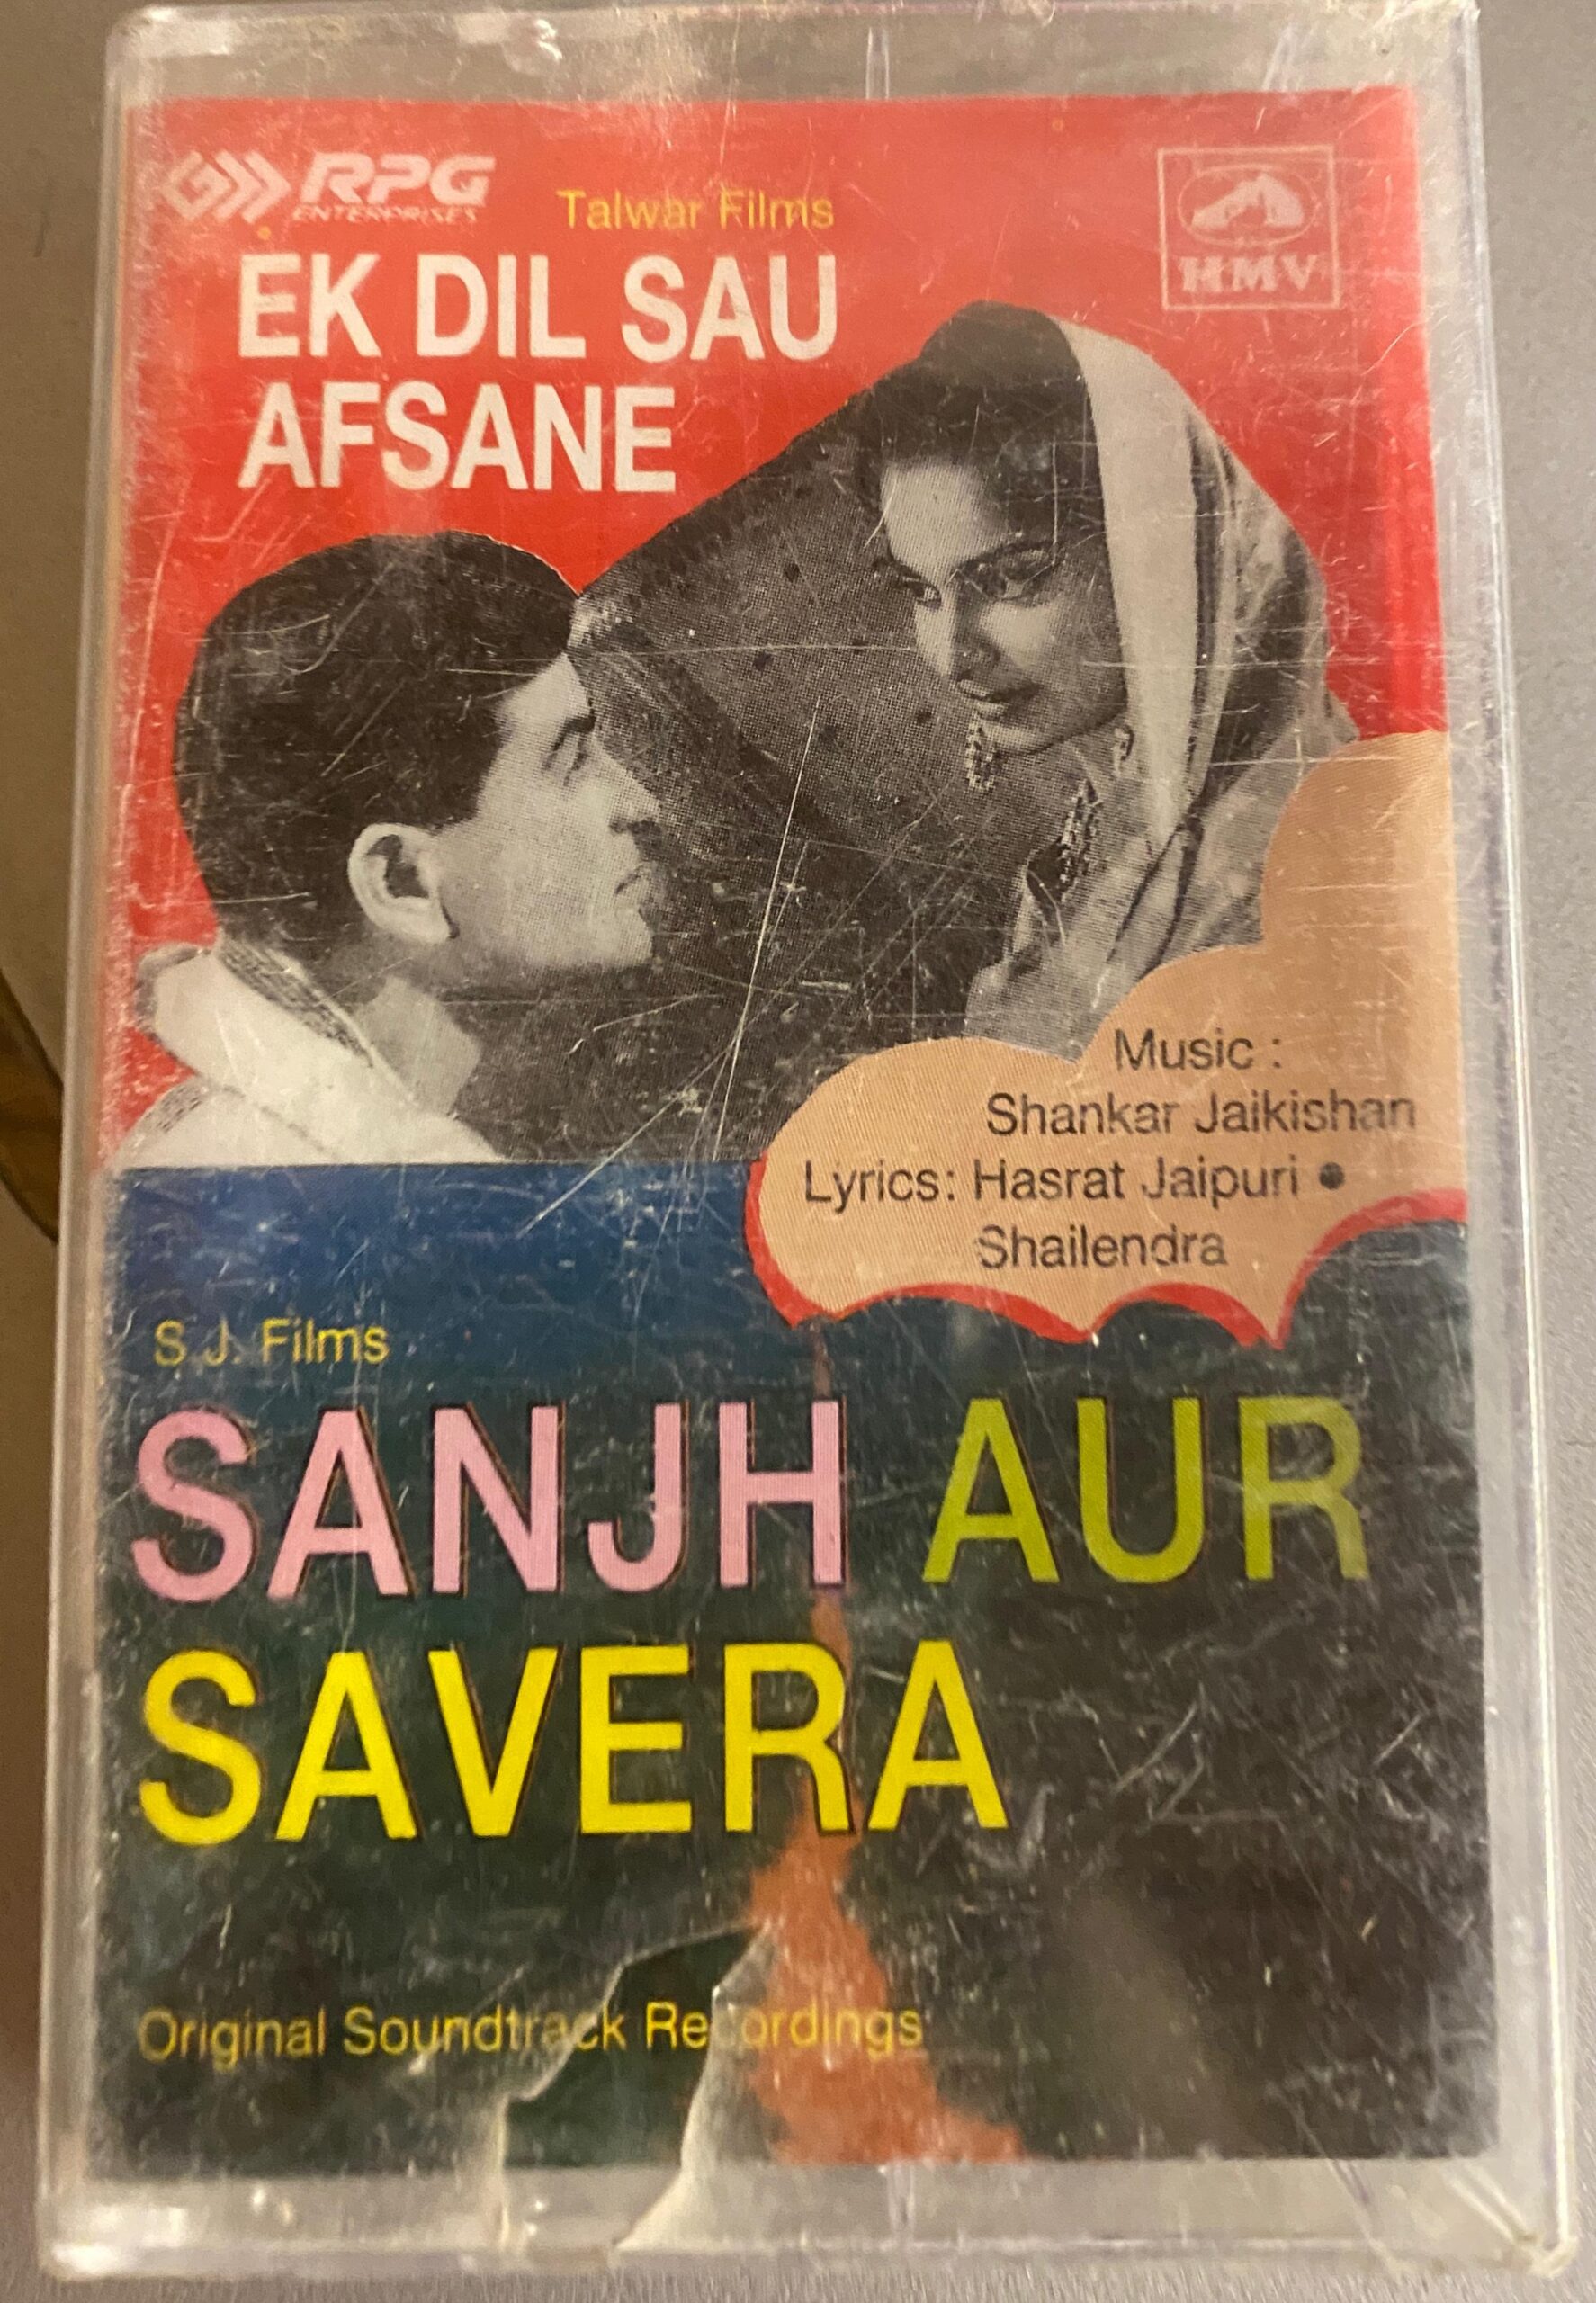 RPG
ENTERPRISES
Talwar Films
HMV
EK DIL SAU
AFSANE
Music :
Shankar Jaikishan
Lyrics: Hasrat Jaipuri ●
Shailendra
S.J. Films
SANJH AUR
SAVERA
Original Soundtrack Recordings